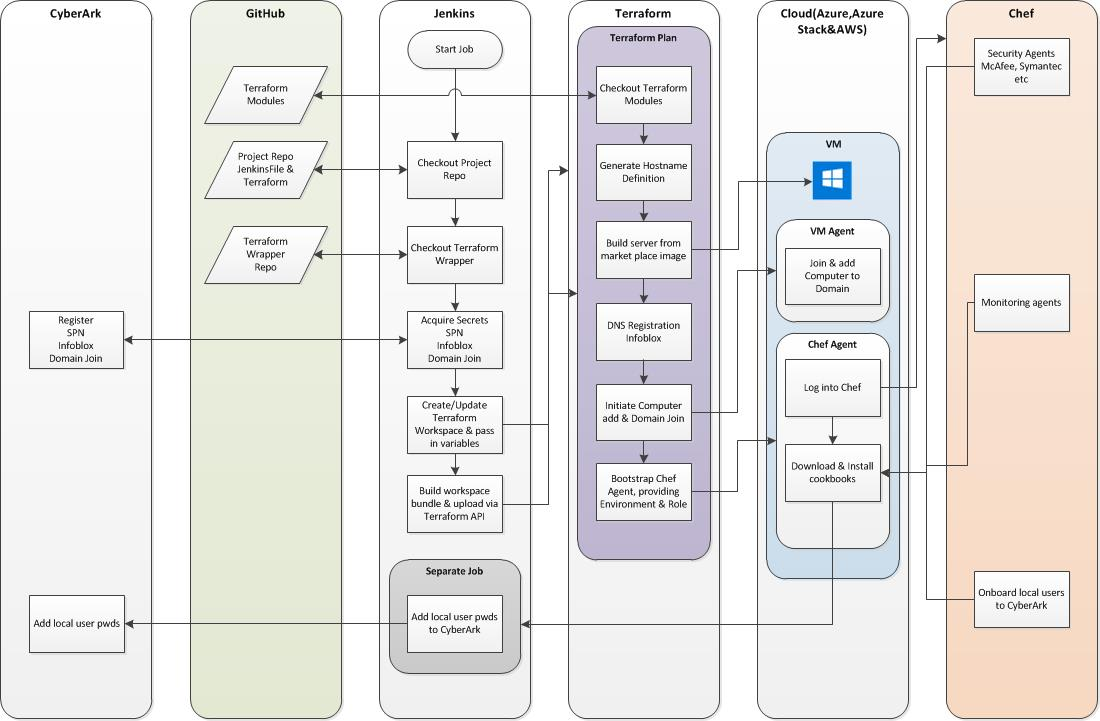 CyberArk
Register
SPN
Infoblox
Domain Join
Add local user pwds
GitHub
Terraform
Modules
Project Repo
JenkinsFile &
Terraform
Terraform
Wrapper
Repo
Jenkins
Start Job
Checkout Project
Repo
Checkout Terraform
Wrapper
Acquire Secrets
SPN
Infoblox
Domain Join
Create/Update
Terraform
Workspace & pass
in variables
Build workspace
bundle & upload via
Terraform API
Separate Job
Add local user pwds
to CyberArk
Terraform
Terraform Plan
Checkout Terraform
Modules
Generate Hostname
Definition
Build server from
market place image
DNS Registration
Infoblox
Initiate Computer
add & Domain Join
Bootstrap Chef
Agent, providing
Environment & Role
Cloud(Azure,Azure
Stack&AWS)
VM
VM Agent
Join & add
Computer to
Domain
Chef Agent
Log into Chef
Download & Install
cookbooks
Chef
Security Agents
McAfee, Symantec
etc
Monitoring agents
Onboard local users
to CyberArk